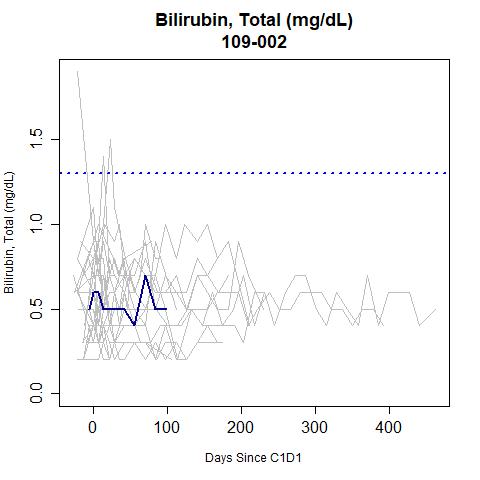 Bilirubin, Total (mg/dL)
109-002
Bilirubin, Total (mg/dL)
0.0
0.5
1.0
1.5
0 100 200 300 400
Days Since C1D1